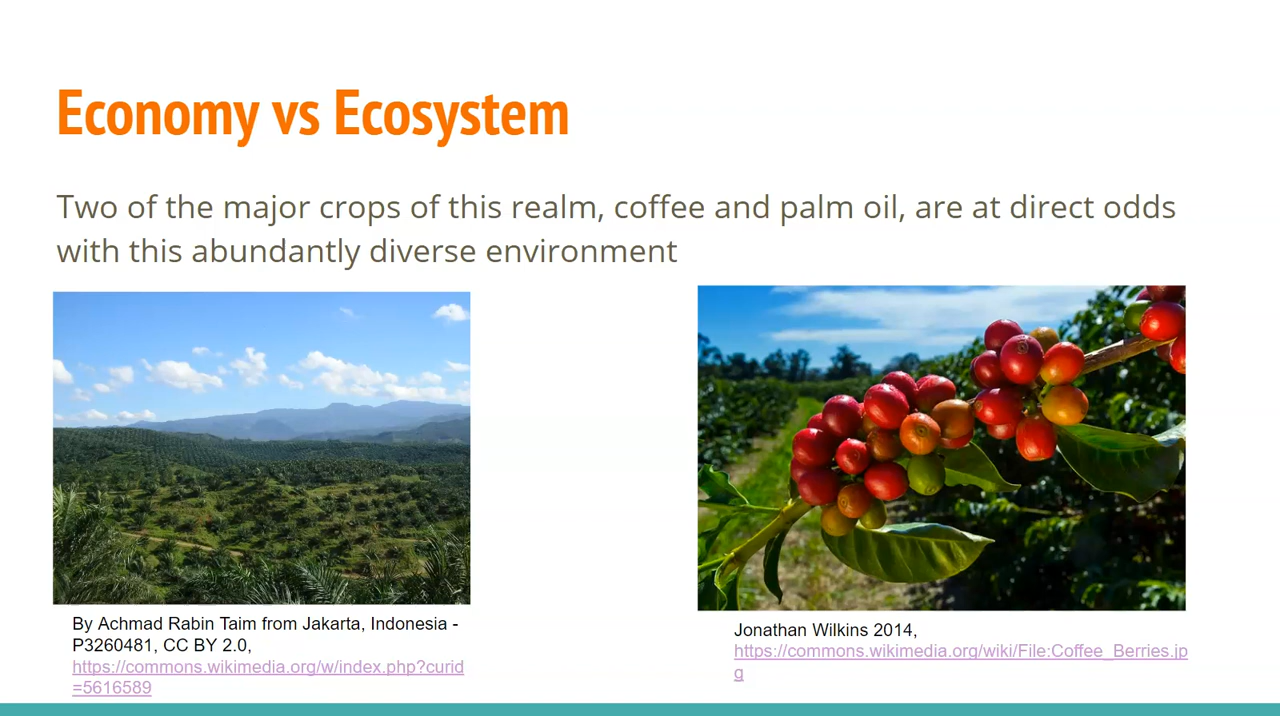 Economy vs Ecosystem
Two of the major crops of this realm, coffee and palm oil, are at direct odds
with this abundantly diverse environment
By Achmad Rabin Taim from Jakarta, Indonesia -
P3260481, CC BY 2.0,
https://commons.wikimedia.org/w/index.php?curid
=5616589
Jonathan Wilkins 2014,
https://commons.wikimedia.org/wiki/File:Coffee_Berries.jp
g